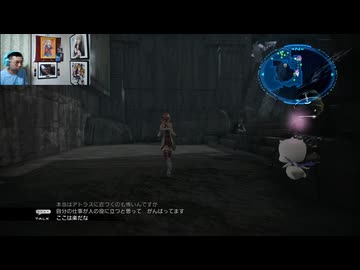 本当はアトラスに近づくのも怖いんですが
自分の仕事が人の役に立つと思って がんばってます
TALK ここは楽だな